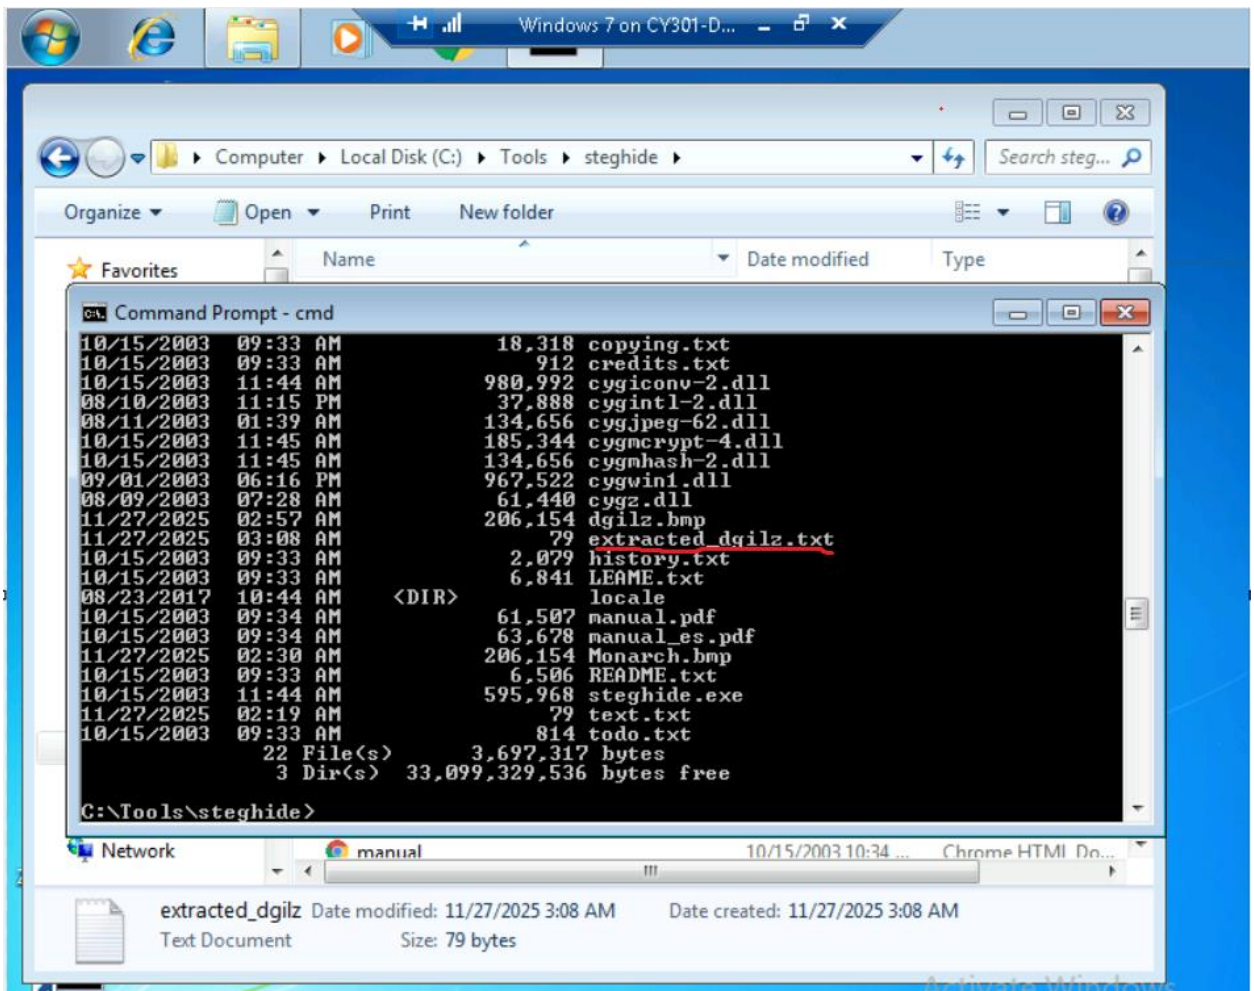 Windows 7 on CY301-D...
Computer Local Disk (C:) Tools steghide
Search steg...
Organize Open Print New folder
Favorites
Name Date modified Type
Command Prompt - cmd
10/15/2003 09:33 AM 18,318 copying.txt
10/15/2003 09:33 AM 912 credits.txt
10/15/2003 11:44 AM 980,992 cygiconv-2.dll
08/10/2003 11:15 PM 37,888 cygintl-2.dll
08/11/2003 01:39 AM 134,656 cygjpeg-62.dll
10/15/2003 11:45 AM 185,344 cygmcrypt-4.dll
10/15/2003 11:45 AM 134,656 cygmhash-2.dll
09/01/2003 06:16 PM 967,522 cygwin1.dll
08/09/2003 07:28 AM 61,440 cygz.dll
11/27/2025 02:57 AM 206,154 dgilz.bmp
11/27/2025 03:08 AM 79 extracted_dgilz.txt
10/15/2003 09:33 AM 2,079 history.txt
10/15/2003 09:33 AM 6,841 LEAME.txt
08/23/2017 10:44 AM <DIR> locale
10/15/2003 09:34 AM 61,507 manual.pdf
10/15/2003 09:34 AM 63,678 manual_es.pdf
11/27/2025 02:30 AM 206,154 Monarch.bmp
10/15/2003 09:33 AM 6,506 README.txt
10/15/2003 11:44 AM 595,968 steghide.exe
11/27/2025 02:19 AM 79 text.txt
10/15/2003 09:33 AM 814 todo.txt
22 File(s) 3,697,317 bytes
3 Dir(s) 33,099,329,536 bytes free
C:\Tools\steghide>
Network
manual 10/15/2003 10:34 ... Chrome HTML Do...
extracted_dgilz Date modified: 11/27/2025 3:08 AM Date created: 11/27/2025 3:08 AM
Text Document Size: 79 bytes
Activate Windows